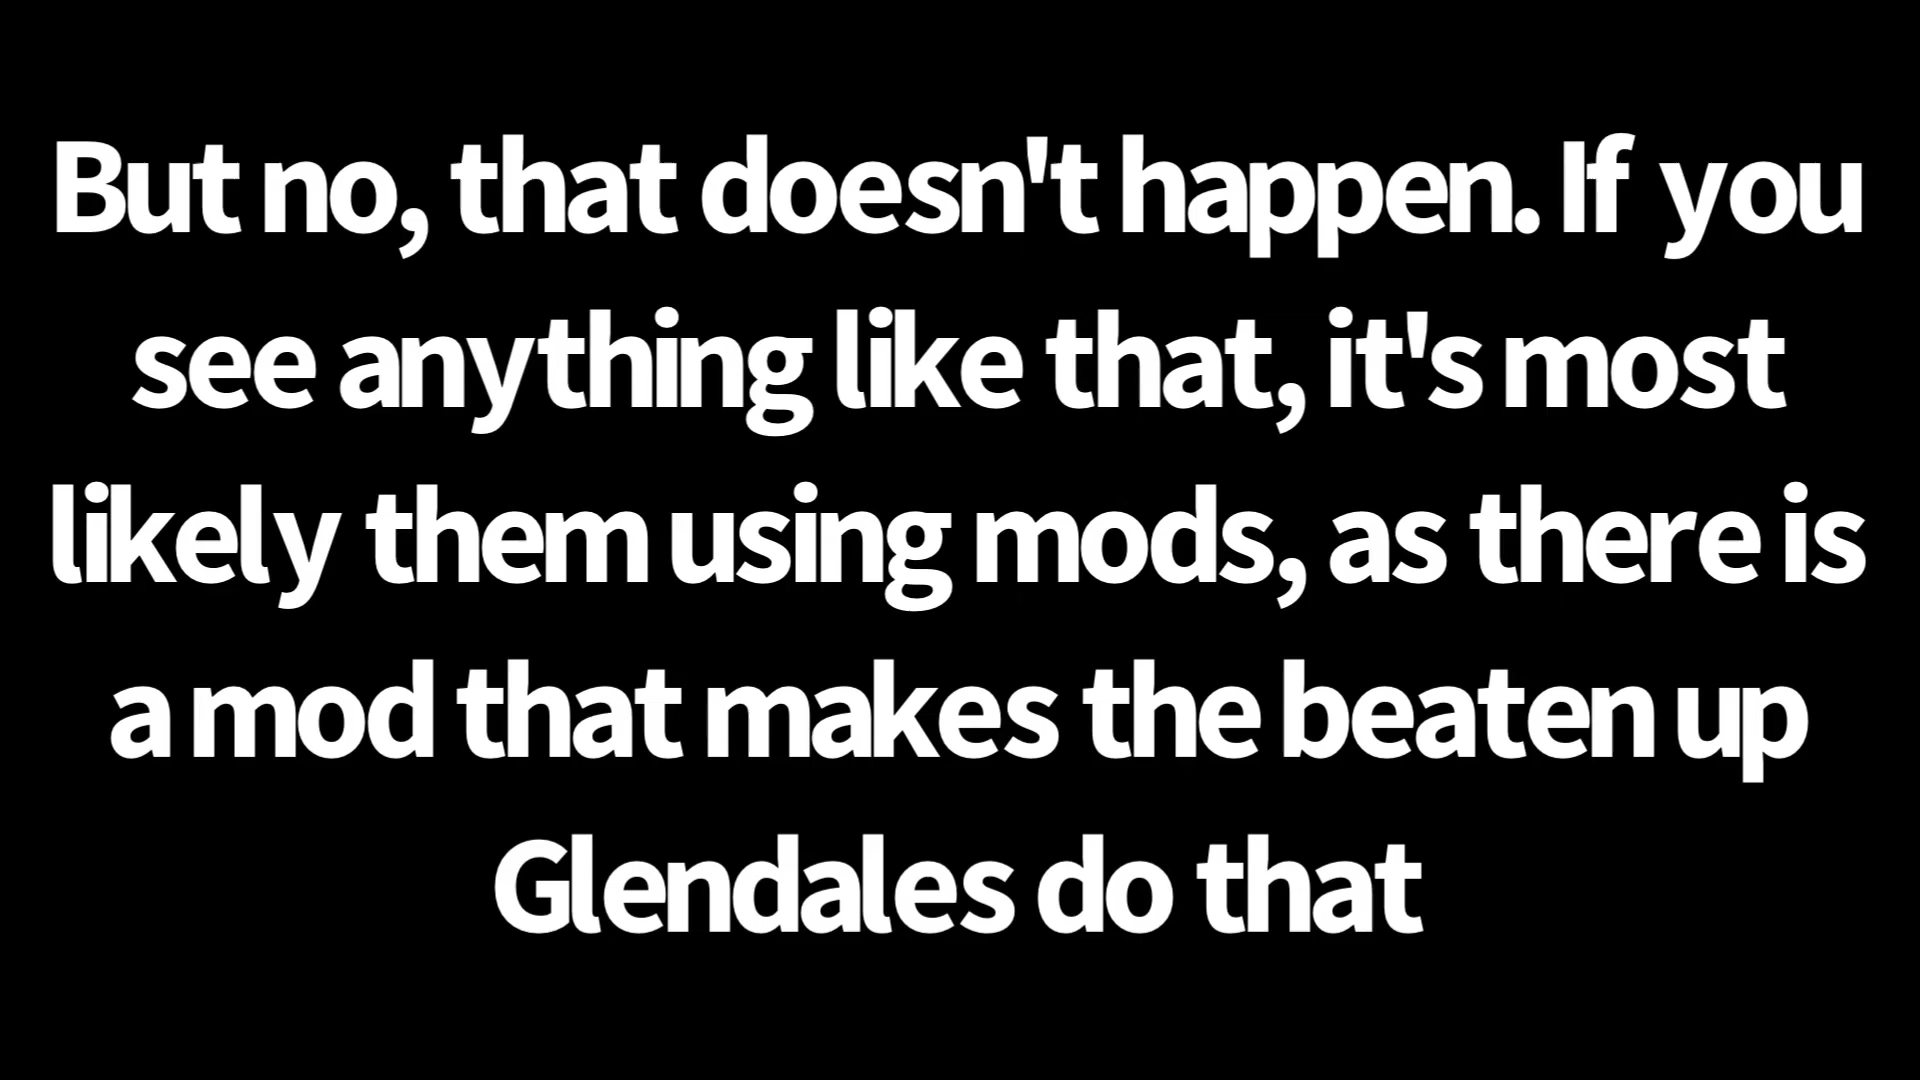 But no, that doesn't happen. If you
see anything like that, it's most
likely them using mods, as there is
a mod that makes the beaten up
Glendales do that